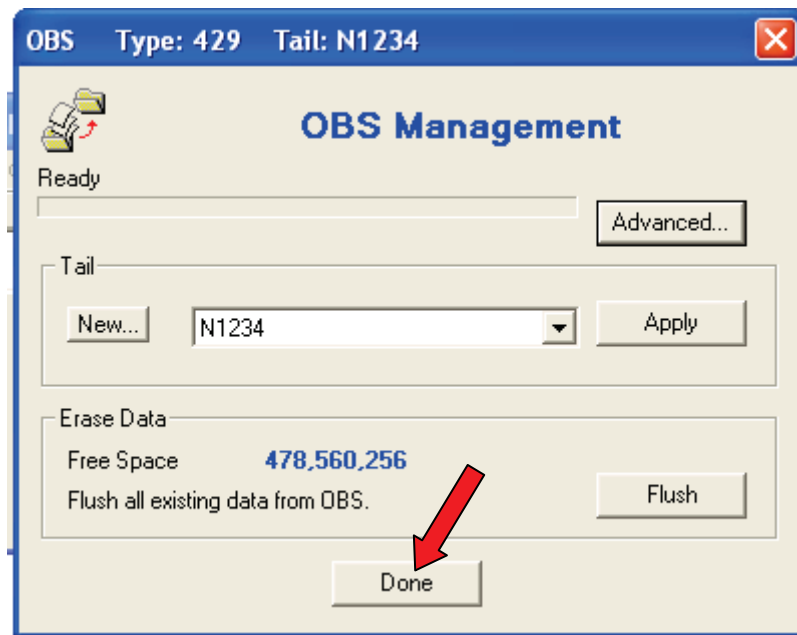 OBS Type: 429 Tail: N1234
OBS Management
Ready
Advanced...
Tail
New...
N1234
Apply
Erase Data
Free Space 478,560,256
Flush all existing data from OBS.
Flush
Done